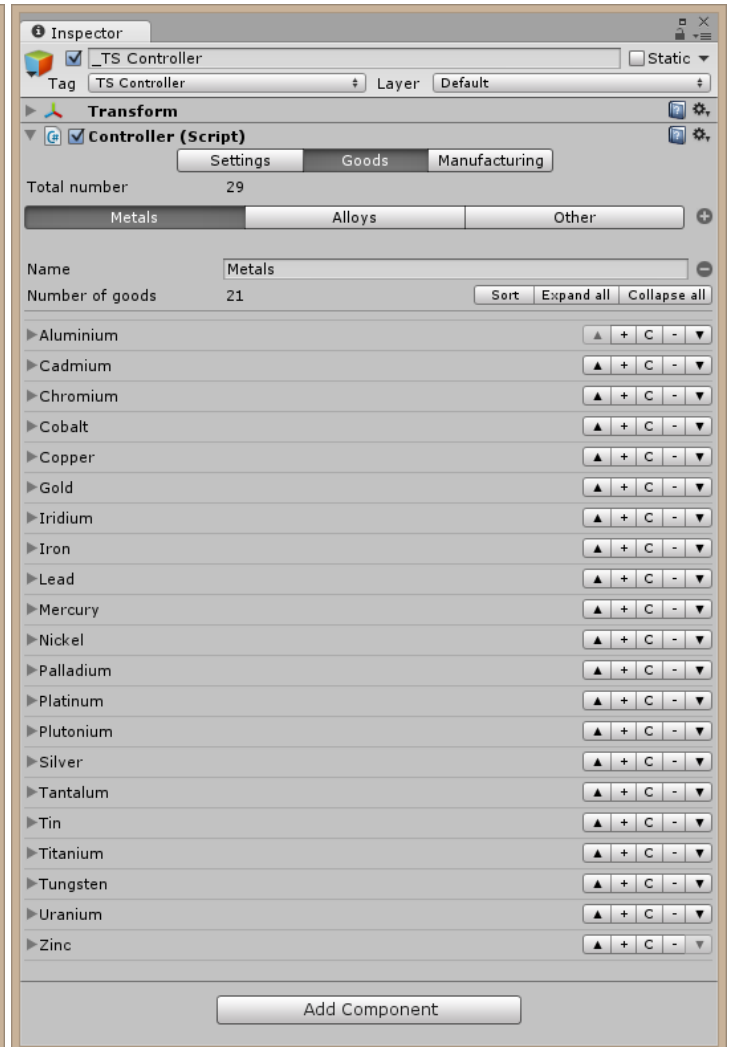 Inspector
_TS Controller Static
Tag TS Controller Layer Default
Transform
Controller (Script)
Settings Goods Manufacturing
Total number 29
Metals Alloys Other
Name Metals
Number of goods 21 Sort Expand all Collapse all
Aluminium ▲ + C - ▼
Cadmium ▲ + C - ▼
Chromium ▲ + C - ▼
Cobalt ▲ + C - ▼
Copper ▲ + C - ▼
Gold ▲ + C - ▼
Iridium ▲ + C - ▼
Iron ▲ + C - ▼
Lead ▲ + C - ▼
Mercury ▲ + C - ▼
Nickel ▲ + C - ▼
Palladium ▲ + C - ▼
Platinum ▲ + C - ▼
Plutonium ▲ + C - ▼
Silver ▲ + C - ▼
Tantalum ▲ + C - ▼
Tin ▲ + C - ▼
Titanium ▲ + C - ▼
Tungsten ▲ + C - ▼
Uranium ▲ + C - ▼
Zinc ▲ + C - ▼
Add Component